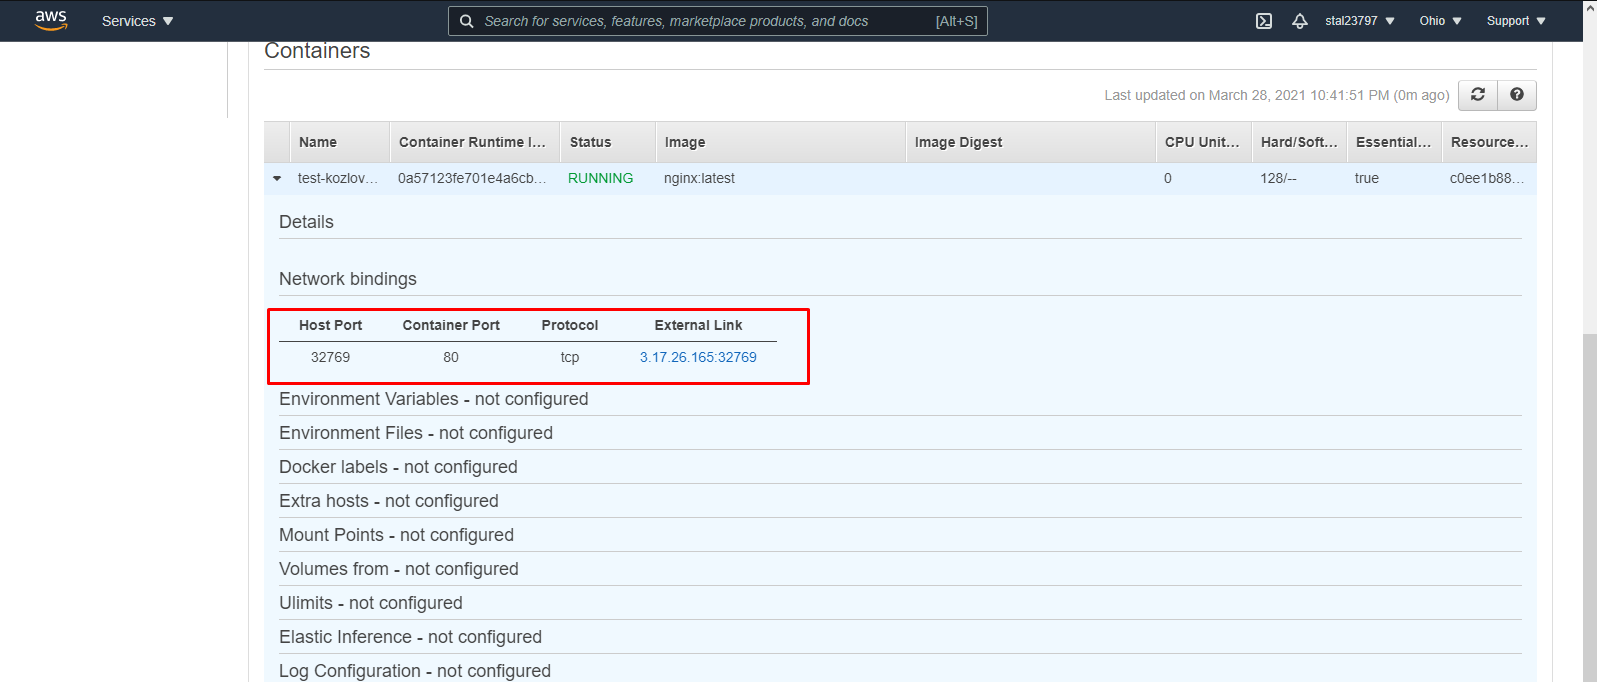 aws Services Search for services, features, marketplace products, and docs [Alt+S] stal23797 Ohio Support
Containers
Last updated on March 28, 2021 10:41:51 PM (0m ago)
Name Container Runtime I... Status Image Image Digest CPU Unit... Hard/Soft... Essential... Resource...
test-kozlov... 0a57123fe701e4a6cb... RUNNING nginx:latest 0 128/-- true c0ee1b88...
Details
Network bindings
Host Port Container Port Protocol External Link
32769 80 tcp 3.17.26.165:32769
Environment Variables - not configured
Environment Files - not configured
Docker labels - not configured
Extra hosts - not configured
Mount Points - not configured
Volumes from - not configured
Ulimits - not configured
Elastic Inference - not configured
Log Configuration - not configured